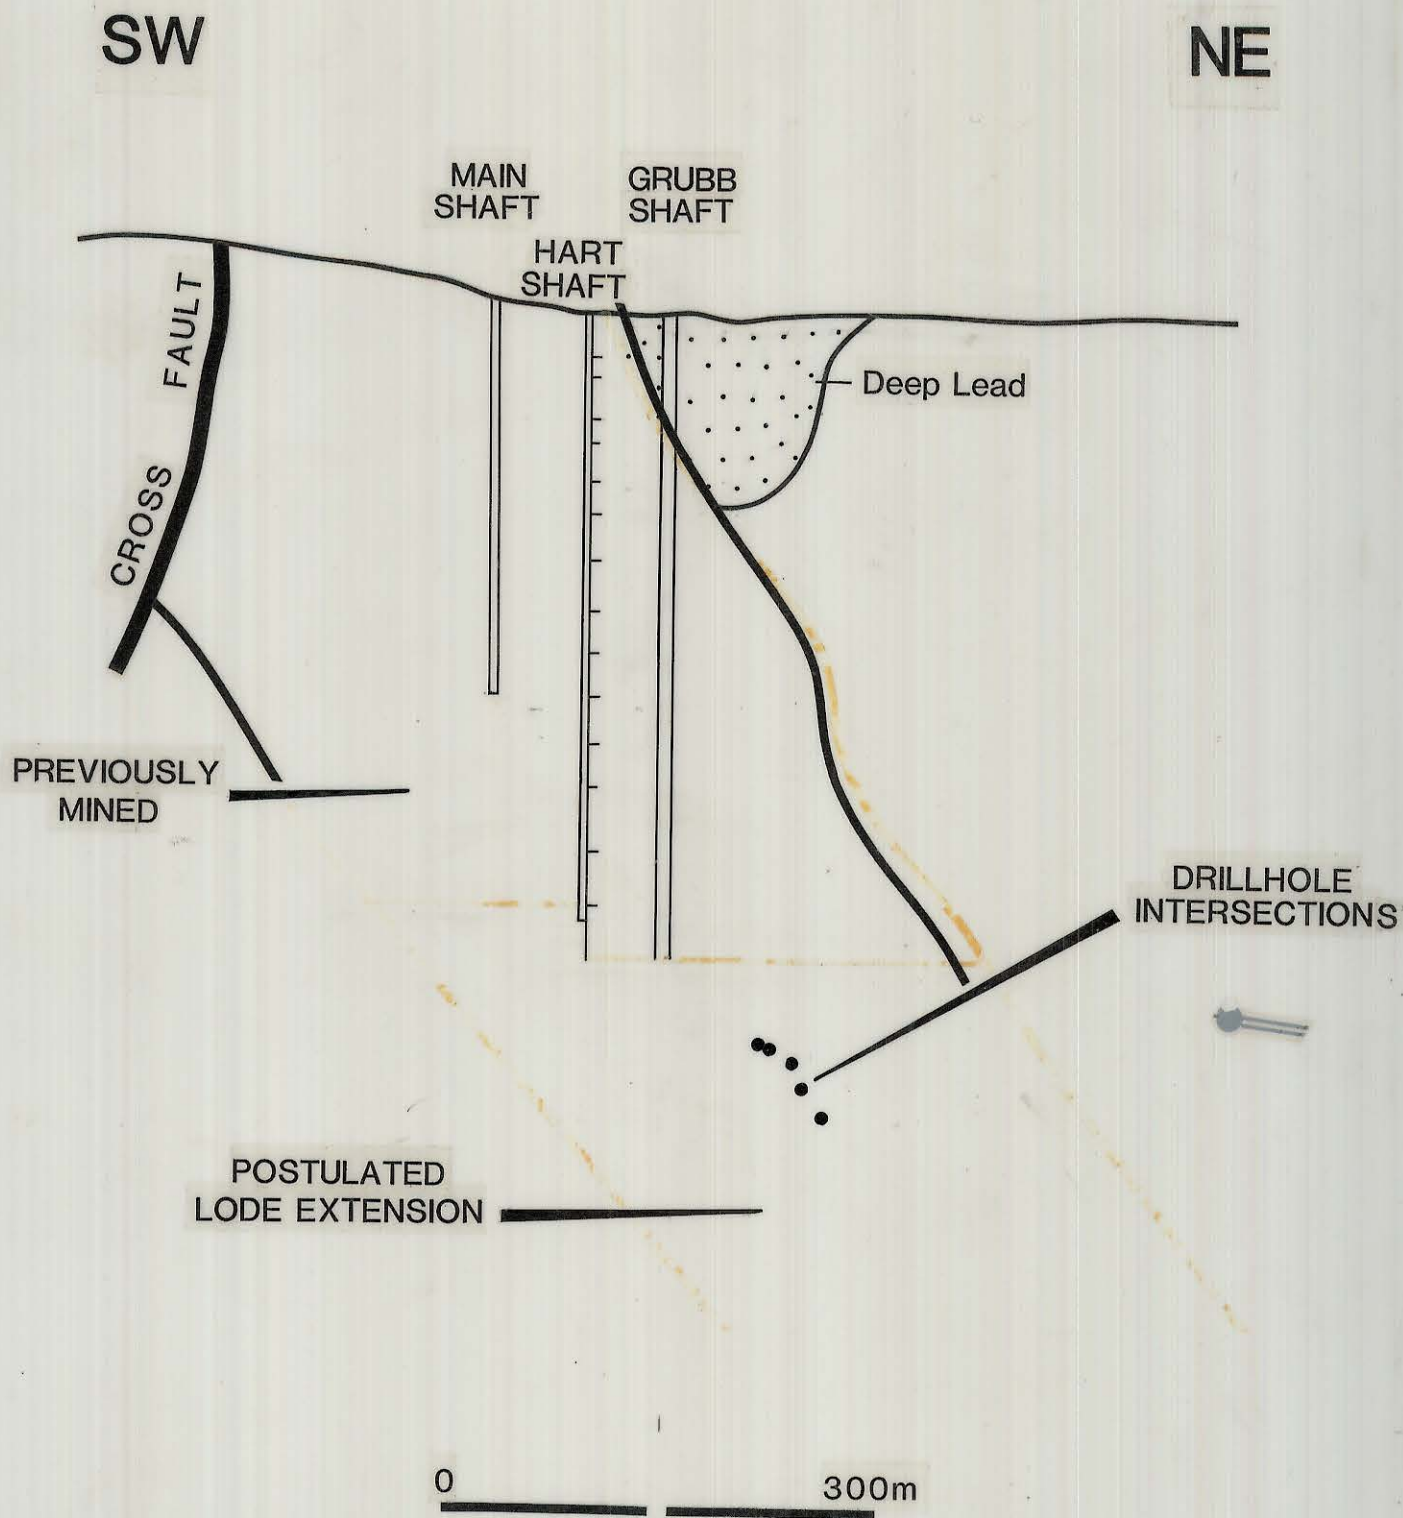 SW
NE
MAIN
SHAFT
GRUBB
SHAFT
HART
SHAFT
CROSS FAULT
Deep Lead
PREVIOUSLY
MINED
DRILLHOLE
INTERSECTIONS
POSTULATED
LODE EXTENSION
0 300m